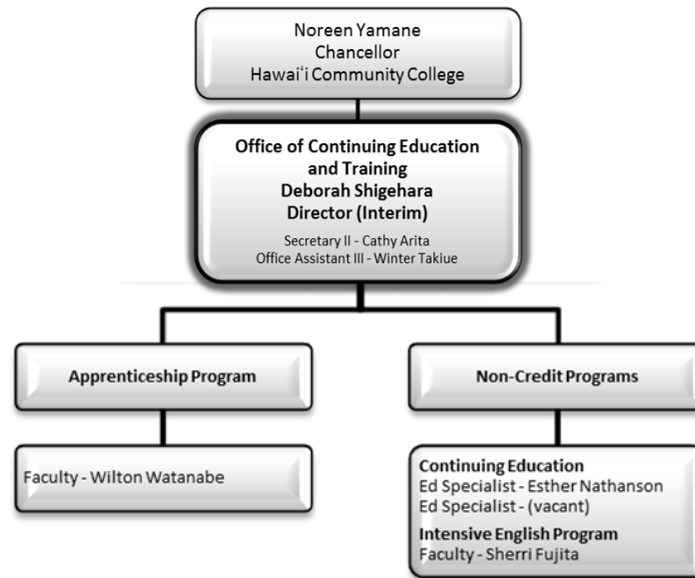 Noreen Yamane
Chancellor
Hawaiʻi Community College
Office of Continuing Education
and Training
Deborah Shigehara
Director (Interim)
Secretary II - Cathy Arita
Office Assistant III - Winter Takiue
Apprenticeship Program
Non-Credit Programs
Faculty - Wilton Watanabe
Continuing Education
Ed Specialist - Esther Nathanson
Ed Specialist - (vacant)
Intensive English Program
Faculty - Sherri Fujita